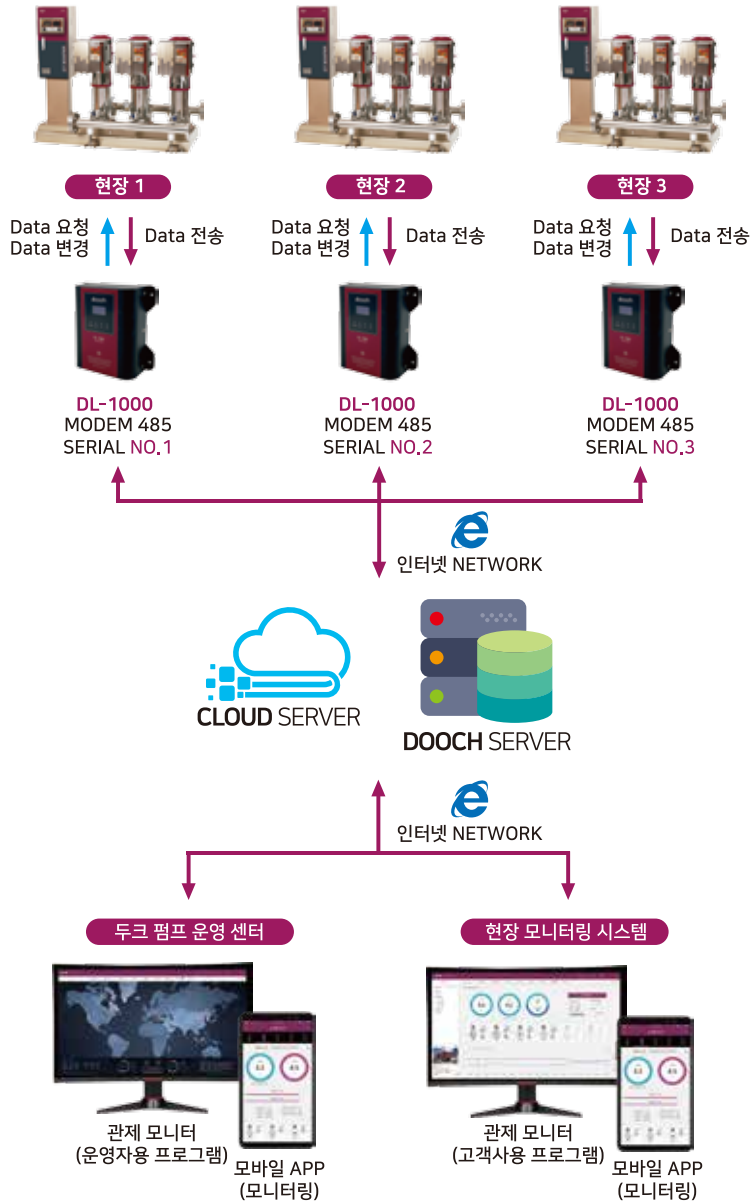 현장 1
현장 2
현장 3
Data 요청
Data 변경
Data 전송
Data 요청
Data 변경
Data 전송
Data 요청
Data 변경
Data 전송
DL-1000
MODEM 485
SERIAL NO.1
DL-1000
MODEM 485
SERIAL NO.2
DL-1000
MODEM 485
SERIAL NO.3
인터넷 NETWORK
CLOUD SERVER
DOOCH SERVER
인터넷 NETWORK
두크 펌프 운영 센터
현장 모니터링 시스템
관제 모니터
(운영자용 프로그램)
모바일 APP
(모니터링)
관제 모니터
(고객사용 프로그램)
모바일 APP
(모니터링)